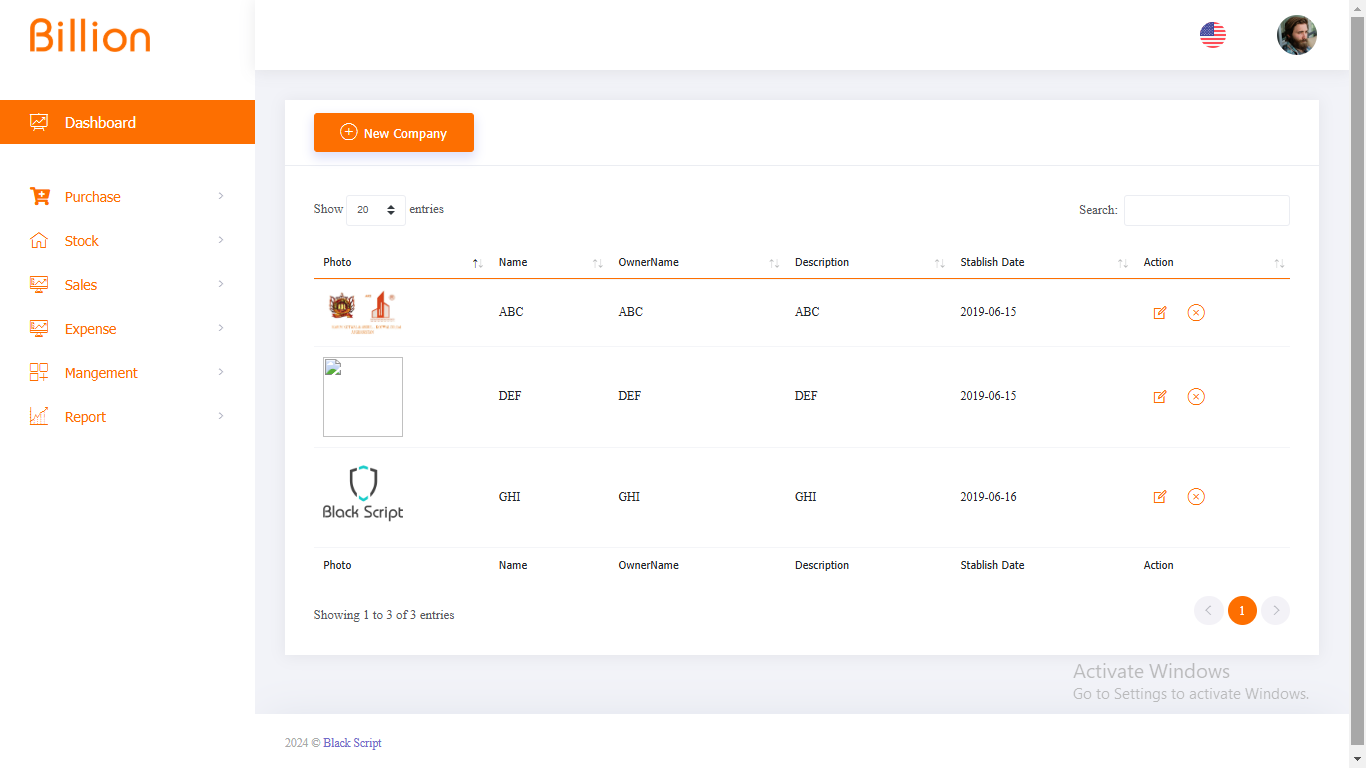 Billion
Dashboard
Purchase
Stock
Sales
Expense
Mangement
Report
New Company
Show 20 entries
Search:
Photo Name OwnerName Description Stablish Date Action
ABC ABC ABC 2019-06-15
DEF DEF DEF 2019-06-15
Black Script
GHI GHI GHI 2019-06-16
Photo Name OwnerName Description Stablish Date Action
Showing 1 to 3 of 3 entries
1
Activate Windows
Go to Settings to activate Windows.
2024 © Black Script